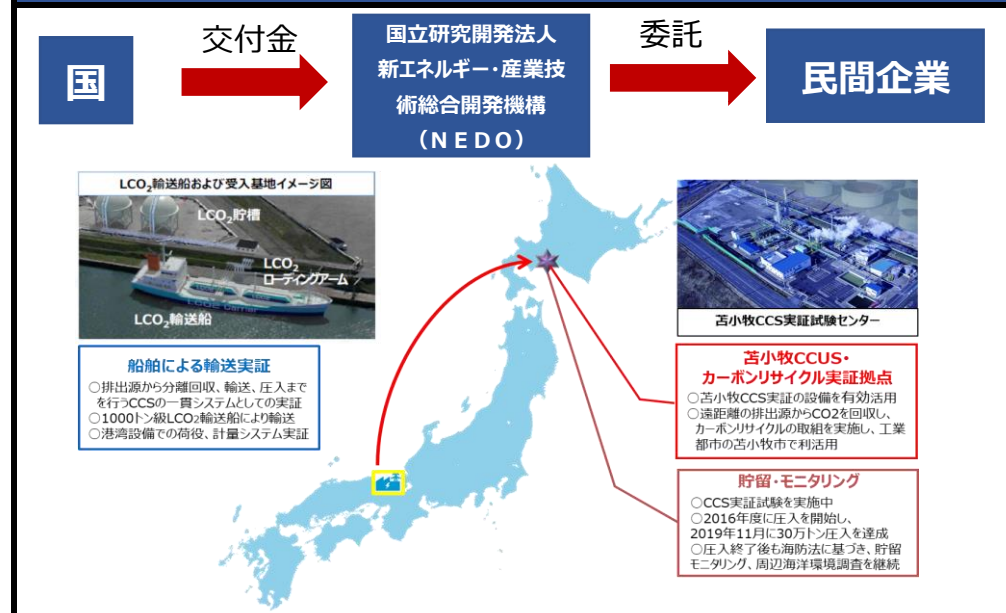 国
交付金
国立研究開発法人
新エネルギー・産業技
術総合開発機構
（NEDO）
委託
民間企業
LCO₂輸送船および受入基地イメージ図
LCO₂貯槽
LCO₂
ローディングアーム
LCO₂輸送船
船舶による輸送実証
○排出源から分離回収、輸送、圧入まで
を行うCCSの一貫システムとしての実証
○1000トン級LCO₂輸送船により輸送
○港湾設備での荷役、計量システム実証
苫小牧CCS実証試験センター
苫小牧CCUS・
カーボンリサイクル実証拠点
○苫小牧CCS実証の設備を有効活用
○遠距離の排出源からCO2を回収し、
カーボンリサイクルの取組を実施し、工業
都市の苫小牧市で利活用
貯留・モニタリング
○CCS実証試験を実施中
○2016年度に圧入を開始し、
2019年11月に30万トン圧入を達成
○圧入終了後も海防法に基づき、貯留
モニタリング、周辺海洋環境調査を継続